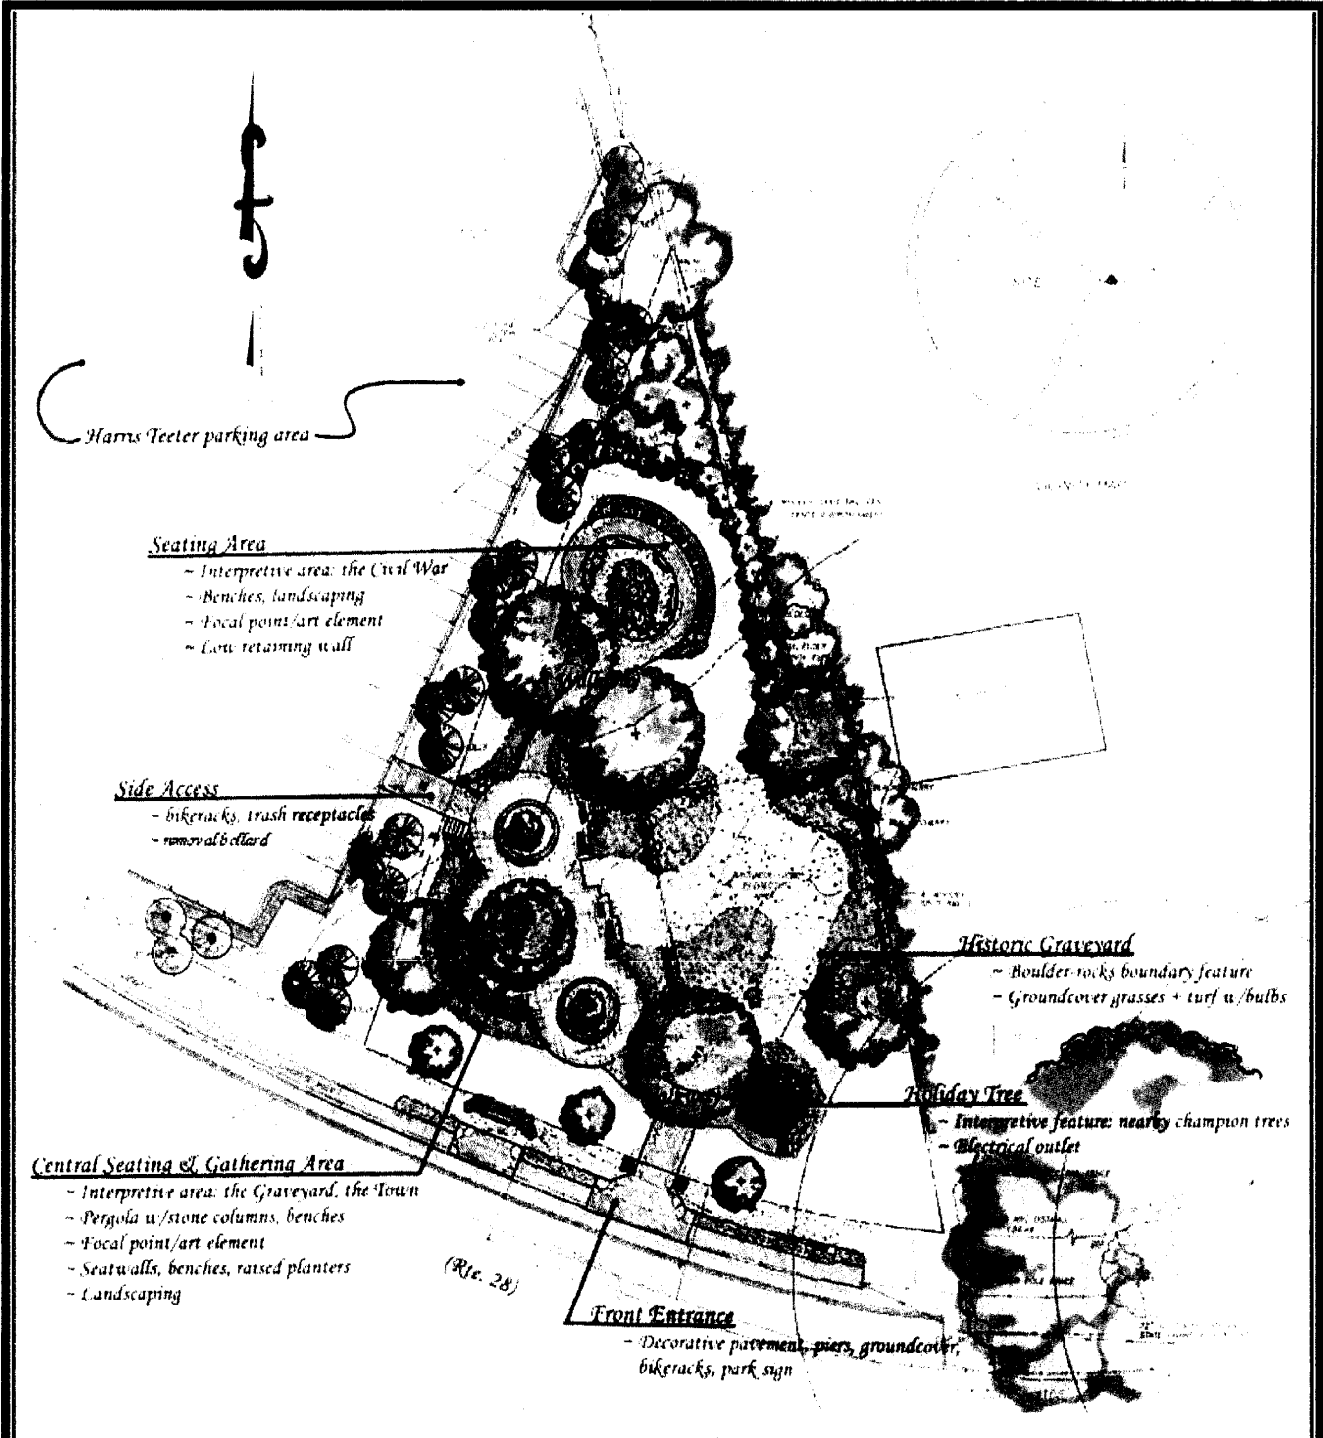 SITE
Harris Teeter parking area
Seating Area
~ Interpretive area: the Civil War
~ Benches, landscaping
~ Focal point/art element
~ Low retaining wall
Side Access
~ bikeracks, trash receptacles
~ removal bollard
Historic Graveyard
~ Boulder-rocks boundary feature
~ Groundcover grasses + turf w/bulbs
Holiday Tree
~ Interpretive feature: nearby champion trees
~ Electrical outlet
Central Seating & Gathering Area
~ Interpretive area: the Graveyard, the Town
~ Pergola w/stone columns, benches
~ Focal point/art element
~ Seatwalls, benches, raised planters
~ Landscaping
(Rte. 28)
Front Entrance
~ Decorative pavement, piers, groundcover,
bikeracks, park sign